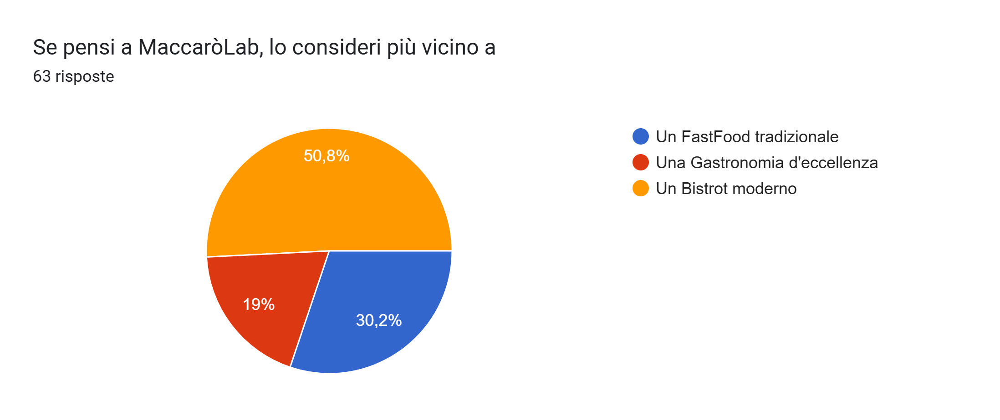 Se pensi a MaccaròLab, lo consideri più vicino a
63 risposte
Un FastFood tradizionale
Una Gastronomia d'eccellenza
Un Bistrot moderno
50,8%
19%
30,2%